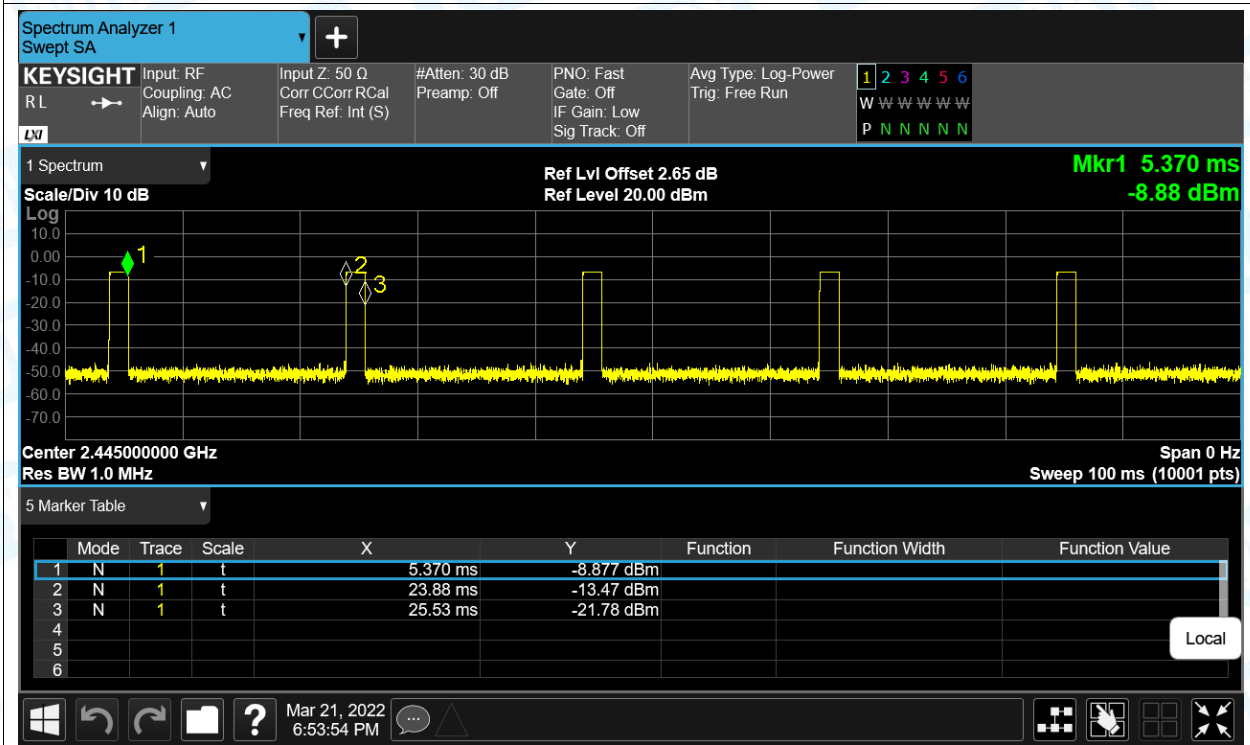 Spectrum Analyzer 1
Swept SA
KEYSIGHT Input: RF Input Z: 50 Ω #Atten: 30 dB PNO: Fast Avg Type: Log-Power 1 2 3 4 5 6
R L Coupling: AC Corr CCorr RCal Preamp: Off Gate: Off Trig: Free Run W W W W W W
Align: Auto Freq Ref: Int (S) IF Gain: Low
LXI Sig Track: Off P N N N N N
1 Spectrum Ref Lvl Offset 2.65 dB Mkr1 5.370 ms
Scale/Div 10 dB Ref Level 20.00 dBm -8.88 dBm
Log
10.0
0.00 1
-10.0 2
-20.0 3
-30.0
-40.0
-50.0
-60.0
-70.0
Center 2.445000000 GHz Span 0 Hz
Res BW 1.0 MHz Sweep 100 ms (10001 pts)
5 Marker Table
Mode Trace Scale X Y Function Function Width Function Value
1 N 1 t 5.370 ms -8.877 dBm
2 N 1 t 23.88 ms -13.47 dBm
3 N 1 t 25.53 ms -21.78 dBm
4
5
6
Local
? Mar 21, 2022
6:53:54 PM